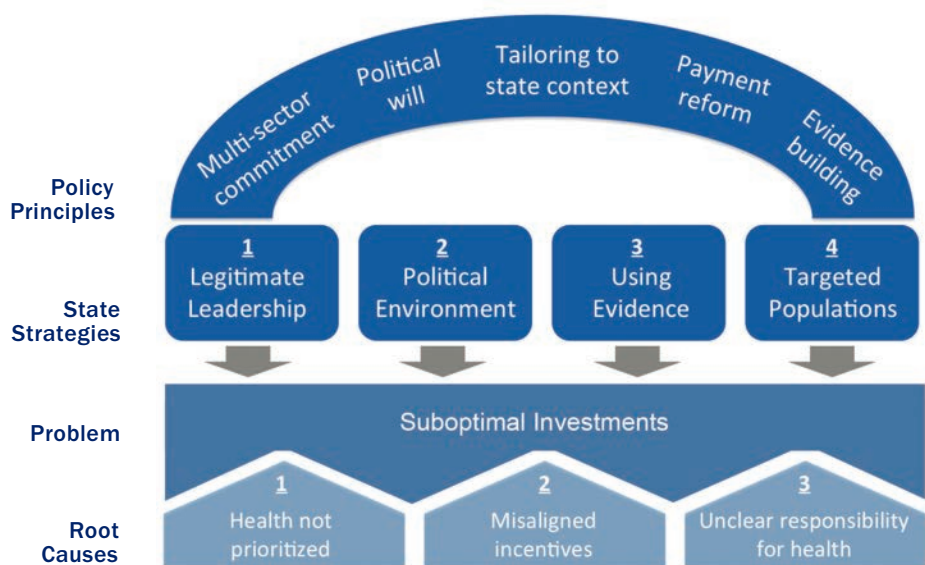 Multi-sector
commitment
Political
will
Tailoring to
state context
Payment
reform
Evidence
building
Policy
Principles
1
Legitimate
Leadership
2
Political
Environment
3
Using
Evidence
4
Targeted
Populations
State
Strategies
Suboptimal Investments
Problem
1
Health not
prioritized
2
Misaligned
incentives
3
Unclear responsibility
for health
Root
Causes